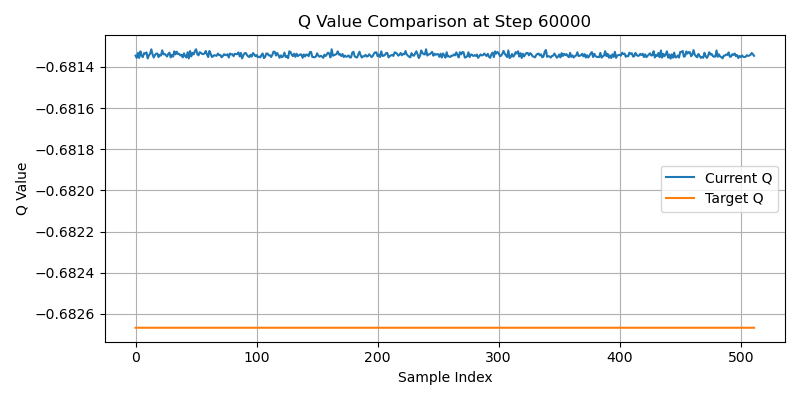 Q Value Comparison at Step 60000
Q Value
−0.6814
−0.6816
−0.6818
−0.6820
−0.6822
−0.6824
−0.6826
Current Q
Target Q
0 100 200 300 400 500
Sample Index